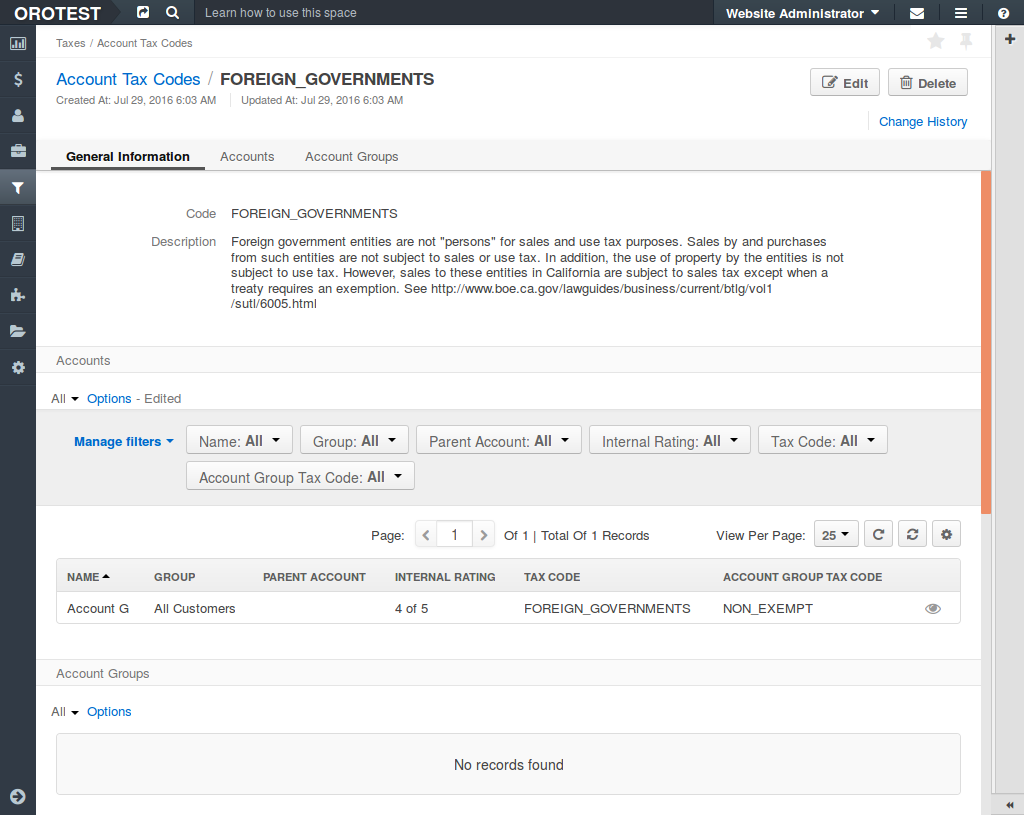 OROTEST Learn how to use this space Website Administrator
Taxes / Account Tax Codes
Account Tax Codes / FOREIGN_GOVERNMENTS
Edit Delete
Created At: Jul 29, 2016 6:03 AM Updated At: Jul 29, 2016 6:03 AM
Change History
General Information Accounts Account Groups
Code FOREIGN_GOVERNMENTS
Description Foreign government entities are not "persons" for sales and use tax purposes. Sales by and purchases
from such entities are not subject to sales or use tax. In addition, the use of property by the entities is not
subject to use tax. However, sales to these entities in California are subject to sales tax except when a
treaty requires an exemption. See http://www.boe.ca.gov/lawguides/business/current/btlg/vol1
/sutl/6005.html
Accounts
All Options - Edited
Manage filters Name: All Group: All Parent Account: All Internal Rating: All Tax Code: All
Account Group Tax Code: All
Page: 1 Of 1 | Total Of 1 Records View Per Page: 25
NAME GROUP PARENT ACCOUNT INTERNAL RATING TAX CODE ACCOUNT GROUP TAX CODE
Account G All Customers 4 of 5 FOREIGN_GOVERNMENTS NON_EXEMPT
Account Groups
All Options
No records found